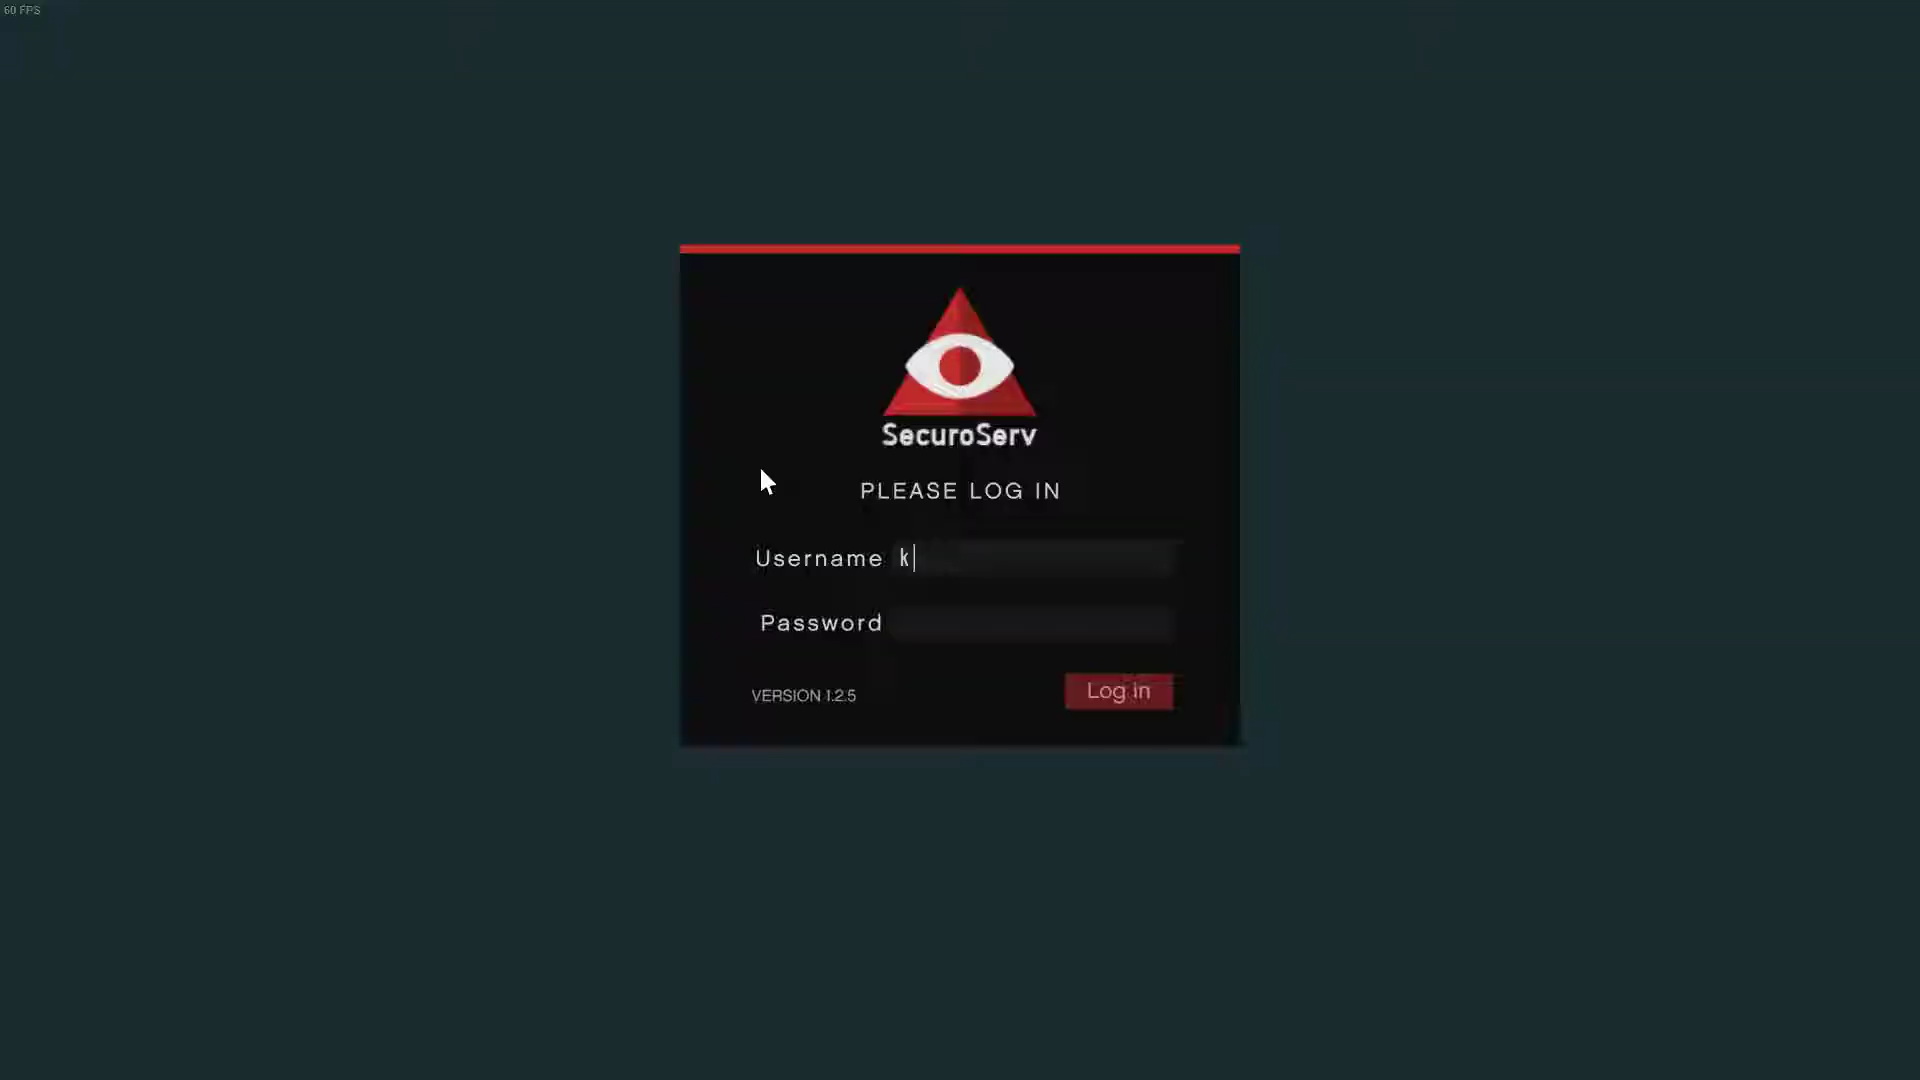 60 FPS
SecuroServ
PLEASE LOG IN
Username k
Password
VERSION 1.2.5
Log in